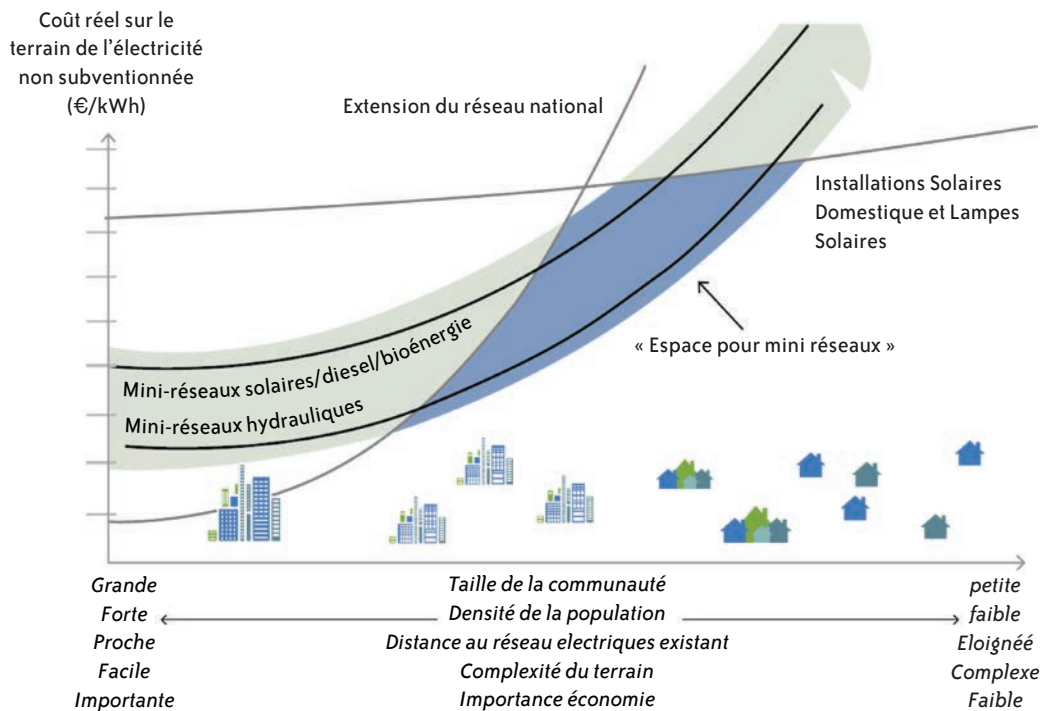 Coût réel sur le
terrain de l'électricité
non subventionnée
(€/kWh)
Extension du réseau national
Installations Solaires
Domestique et Lampes
Solaires
« Espace pour mini réseaux »
Mini-réseaux solaires/diesel/bioénergie
Mini-réseaux hydrauliques
Grande Taille de la communauté petite
Forte Densité de la population faible
Proche Distance au réseau electriques existant Eloignéé
Facile Complexité du terrain Complexe
Importante Importance économie Faible